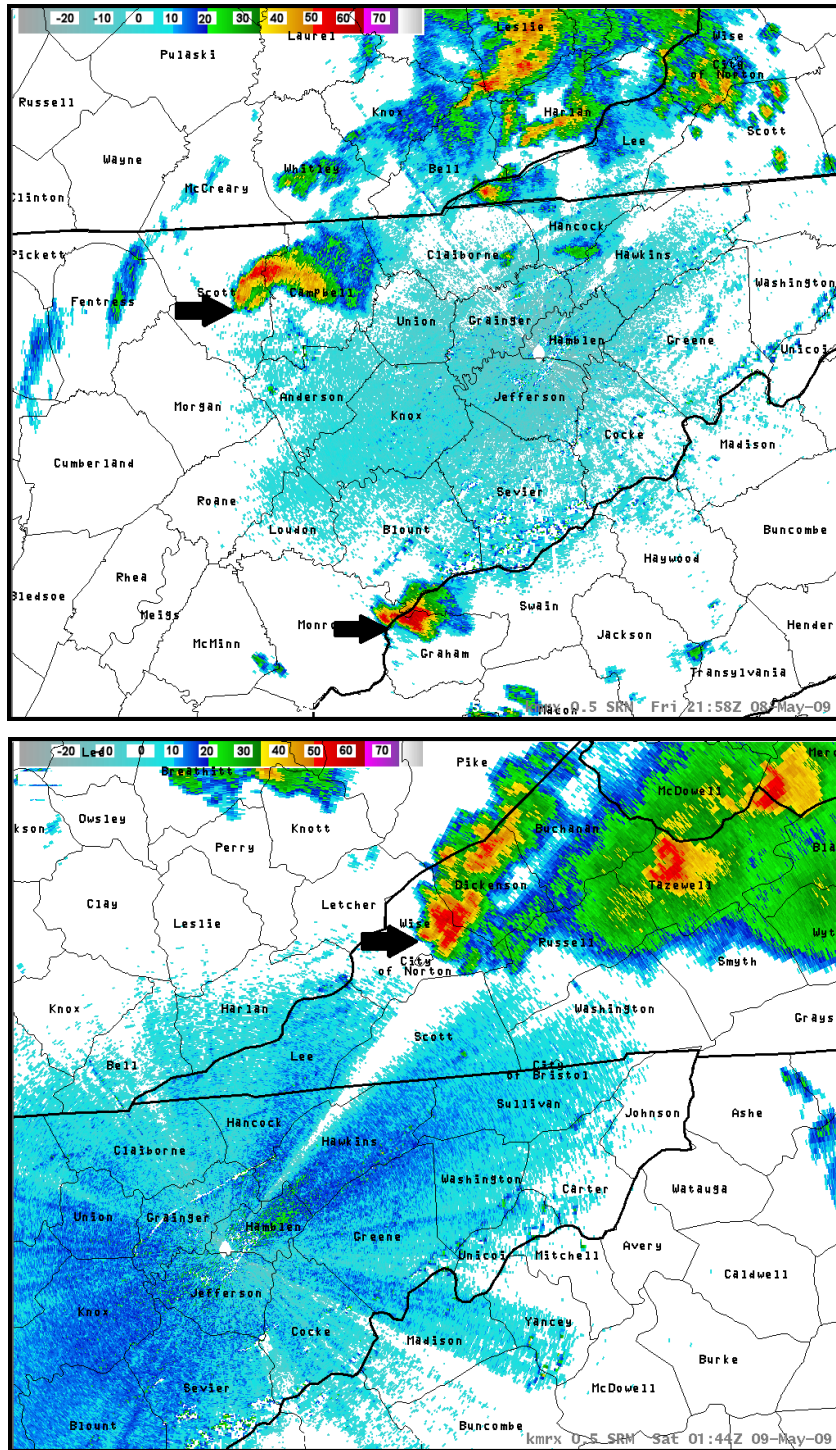 -20 -10 0 10 20 30 40 50 60 70
Laurel Leslie Wise
Pulaski City
of Norton
Russell Knox Harlan
Scott
Wayne Lee
Whitley Bell
McCreary
Clinton
Hancock
Pickett Claiborne Hawkins
Washington
Scott Campbell
Fentress
Union Grainger
Hamblen Greene
Unicoi
Anderson Jefferson
Morgan Knox
Cocke Madison
Cumberland
Sevier
Roane
Loudon Blount Buncombe
Haywood
Rhea
Bledsoe
Meigs Swain
Monro Hender
McMinn Jackson
Graham
Transylvania
Macon
kmrx 0.5 SRM Fri 21:58Z 08-May-09
-20 -10 0 10 20 30 40 50 60 70
Lee Pike Merc
Breathitt
McDowell
Owsley
kson Knott Buchanan
Perry Bla
Dickenson Tazewell
Clay Letcher
Leslie Wise
Wyt
Russell
City Smyth
of Norton
Knox Harlan Washington
Grays
Scott
Bell Lee
City
of Bristol
Sullivan
Hancock Johnson Ashe
Hawkins
Claiborne
Washington
Carter Watauga
Union Grainger
Hamblen
Greene Avery
Unicoi Mitchell
Caldwell
Jefferson
Knox
Yancey
Cocke Madison
Burke
Sevier McDowell
Blount Buncombe
kmrx 0.5 SRM Sat 01:44Z 09-May-09